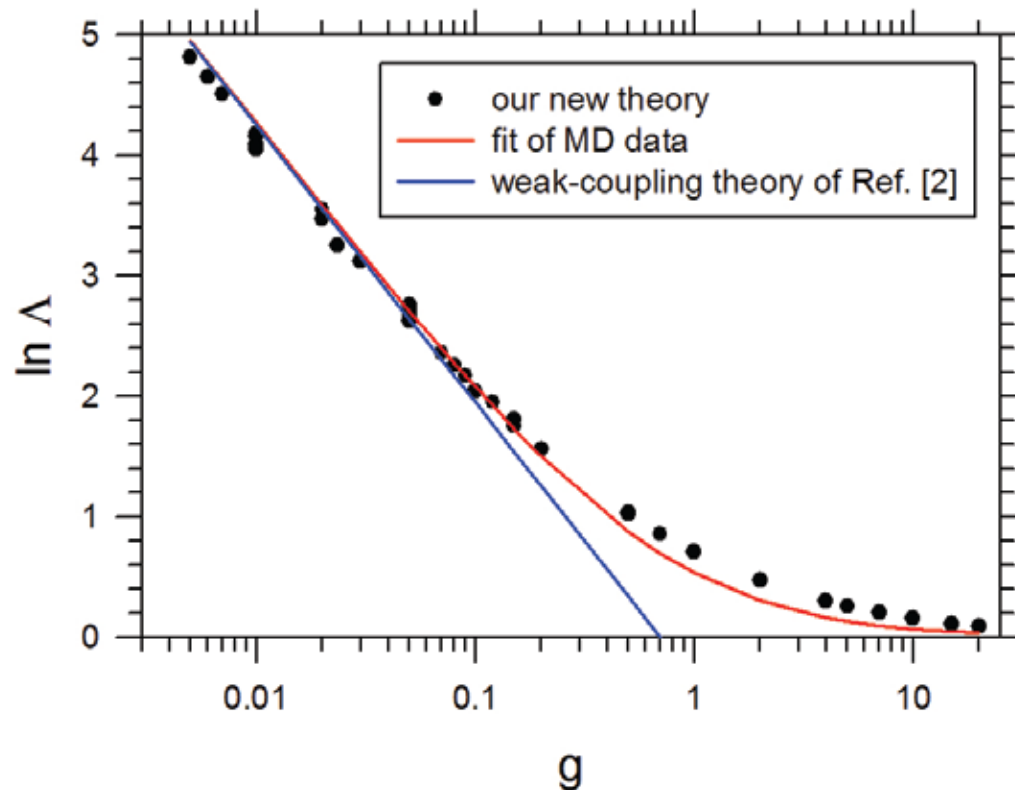 5
4
3
2
1
0
ln Λ
our new theory
fit of MD data
weak-coupling theory of Ref. [2]
0.01 0.1 1 10
g